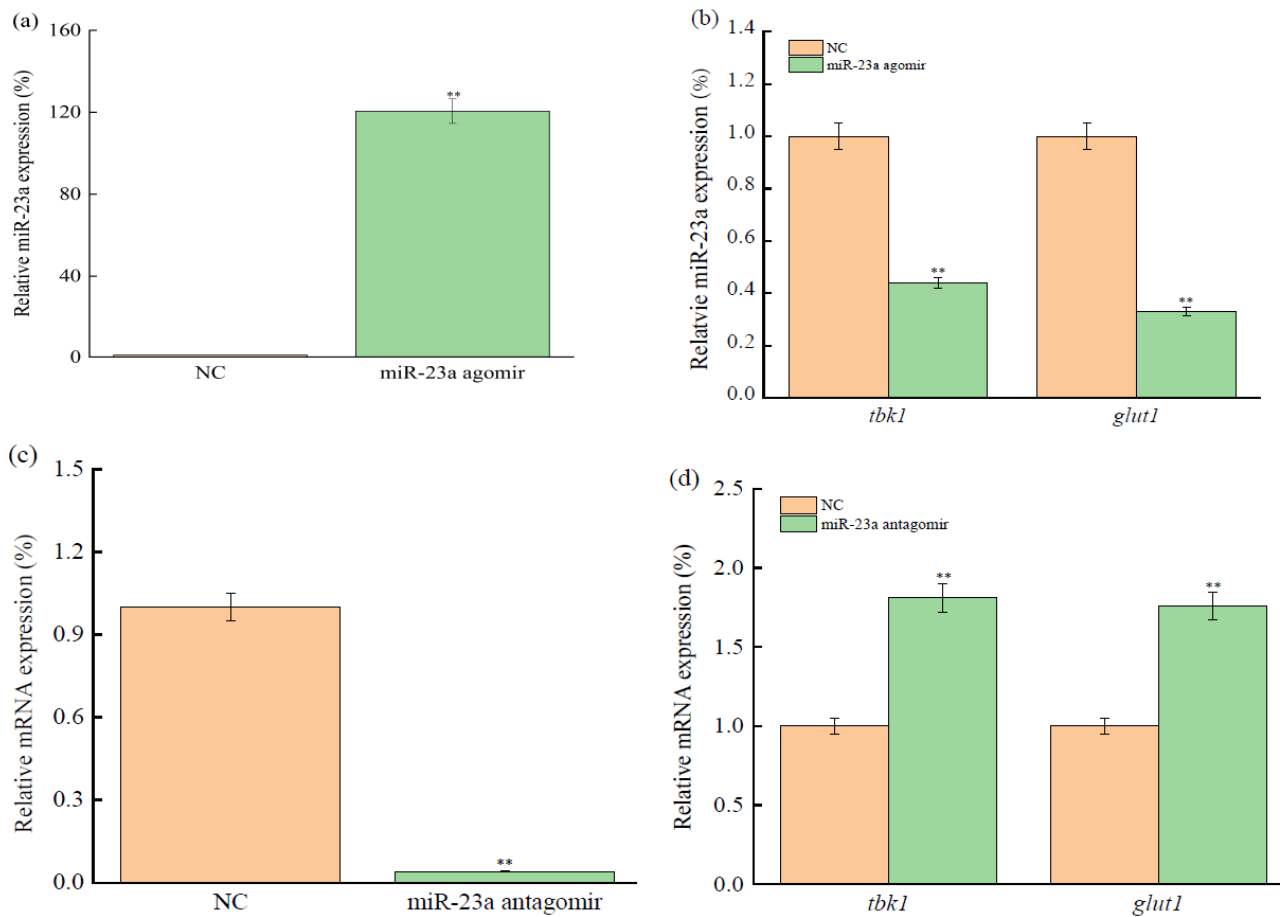 (a)
Relative miR-23a expression (%)
160
120
80
40
0
**
NC
miR-23a agomir
(b)
Relatvie miR-23a expression (%)
1.4
1.2
1.0
0.8
0.6
0.4
0.2
0.0
NC
miR-23a agomir
**
**
tbk1
glut1
(c)
Relative mRNA expression (%)
1.5
1.2
0.9
0.6
0.3
0.0
**
NC
miR-23a antagomir
(d)
Relative mRNA expression (%)
2.5
2.0
1.5
1.0
0.5
0.0
NC
miR-23a antagomir
**
**
tbk1
glut1